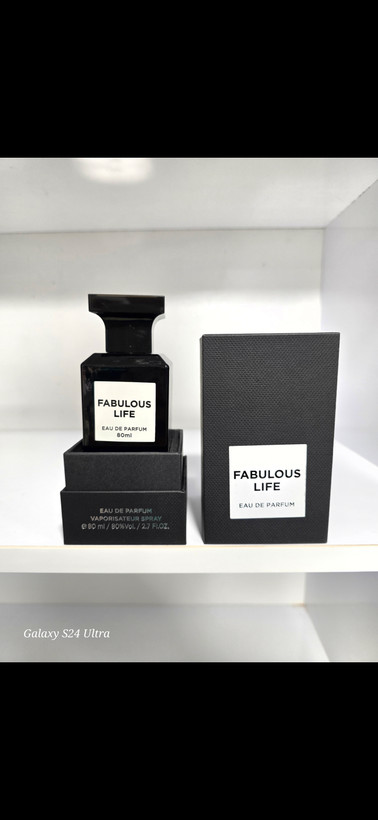 FABULOUS
LIFE
EAU DE PARFUM
80ml
EAU DE PARFUM
VAPORISATEUR SPRAY
℮ 80 ml / 80%Vol. / 2.7 FL.OZ.
FABULOUS
LIFE
EAU DE PARFUM
Galaxy S24 Ultra